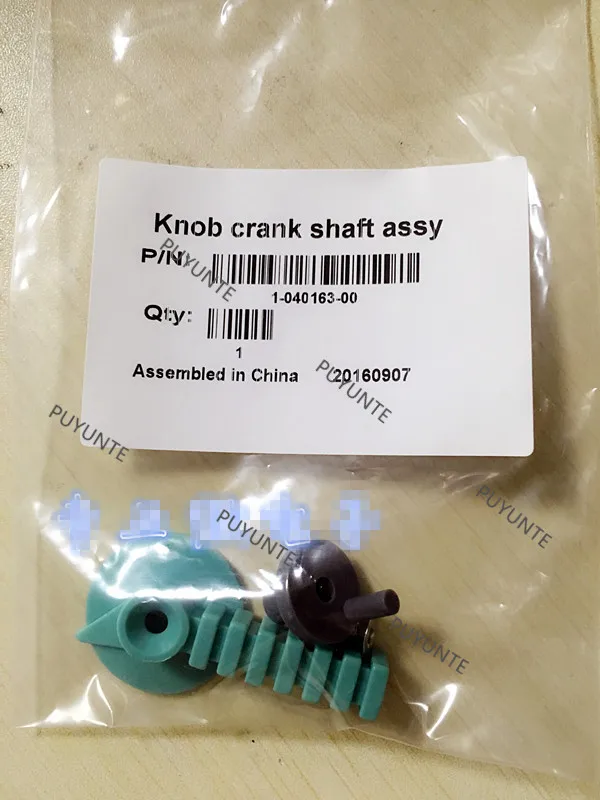 Knob crank shaft assy
P/N:
1-040163-00
Qty:
1
Assembled in China 20160907
PUYUNTE
PUYUNTE
PUYUNTE
PUYUNTE
PUYUNTE
PUYUNTE